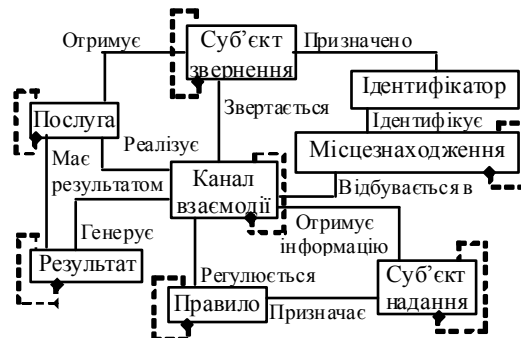 Отримує
Суб’єкт
звернення
Призначено
Ідентифікатор
Послуга
Звертається
Ідентифікує
Має
результатом
Реалізує
Місцезнаходження
Канал
взаємодії
Відбувається в
Генерує
Отримує
інформацію
Результат
Регулюється
Правило
Призначає
Суб’єкт
надання